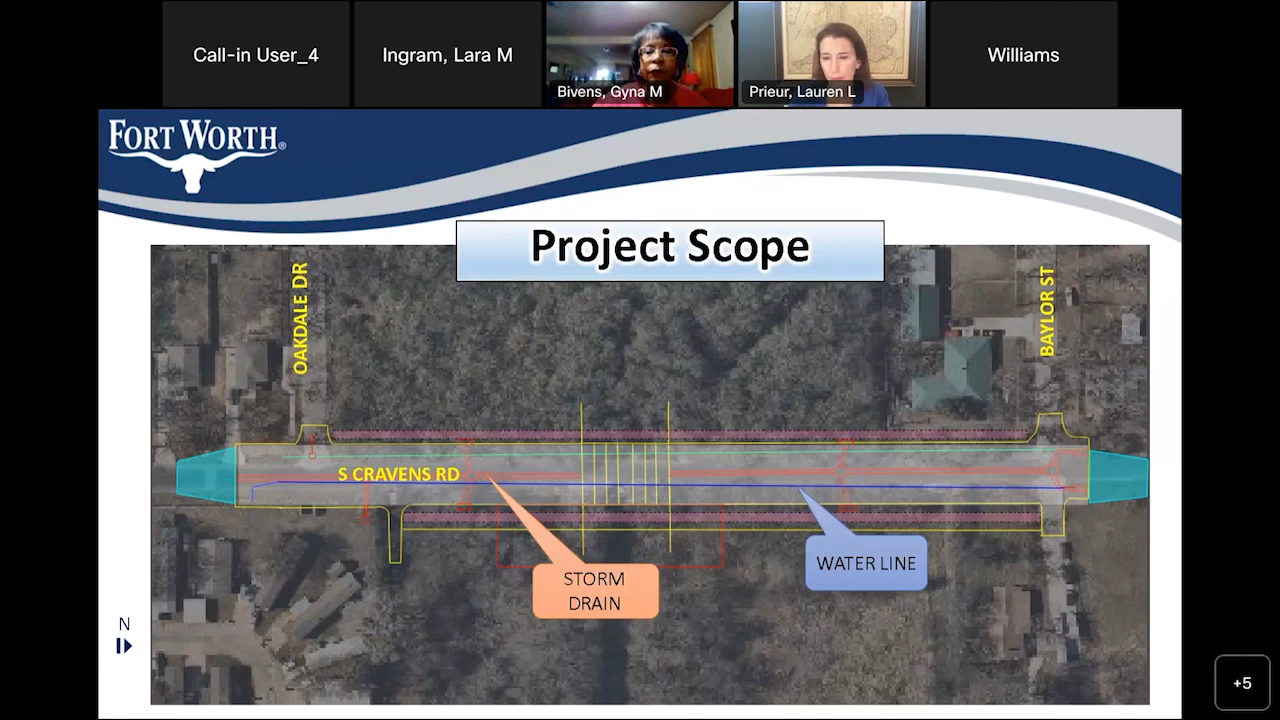 Call-in User_4
Ingram, Lara M
Bivens, Gyna M
Prieur, Lauren L
Williams
FORT WORTH®
Project Scope
OAKDALE DR
BAYLOR ST
S CRAVENS RD
STORM
DRAIN
WATER LINE
N
+5